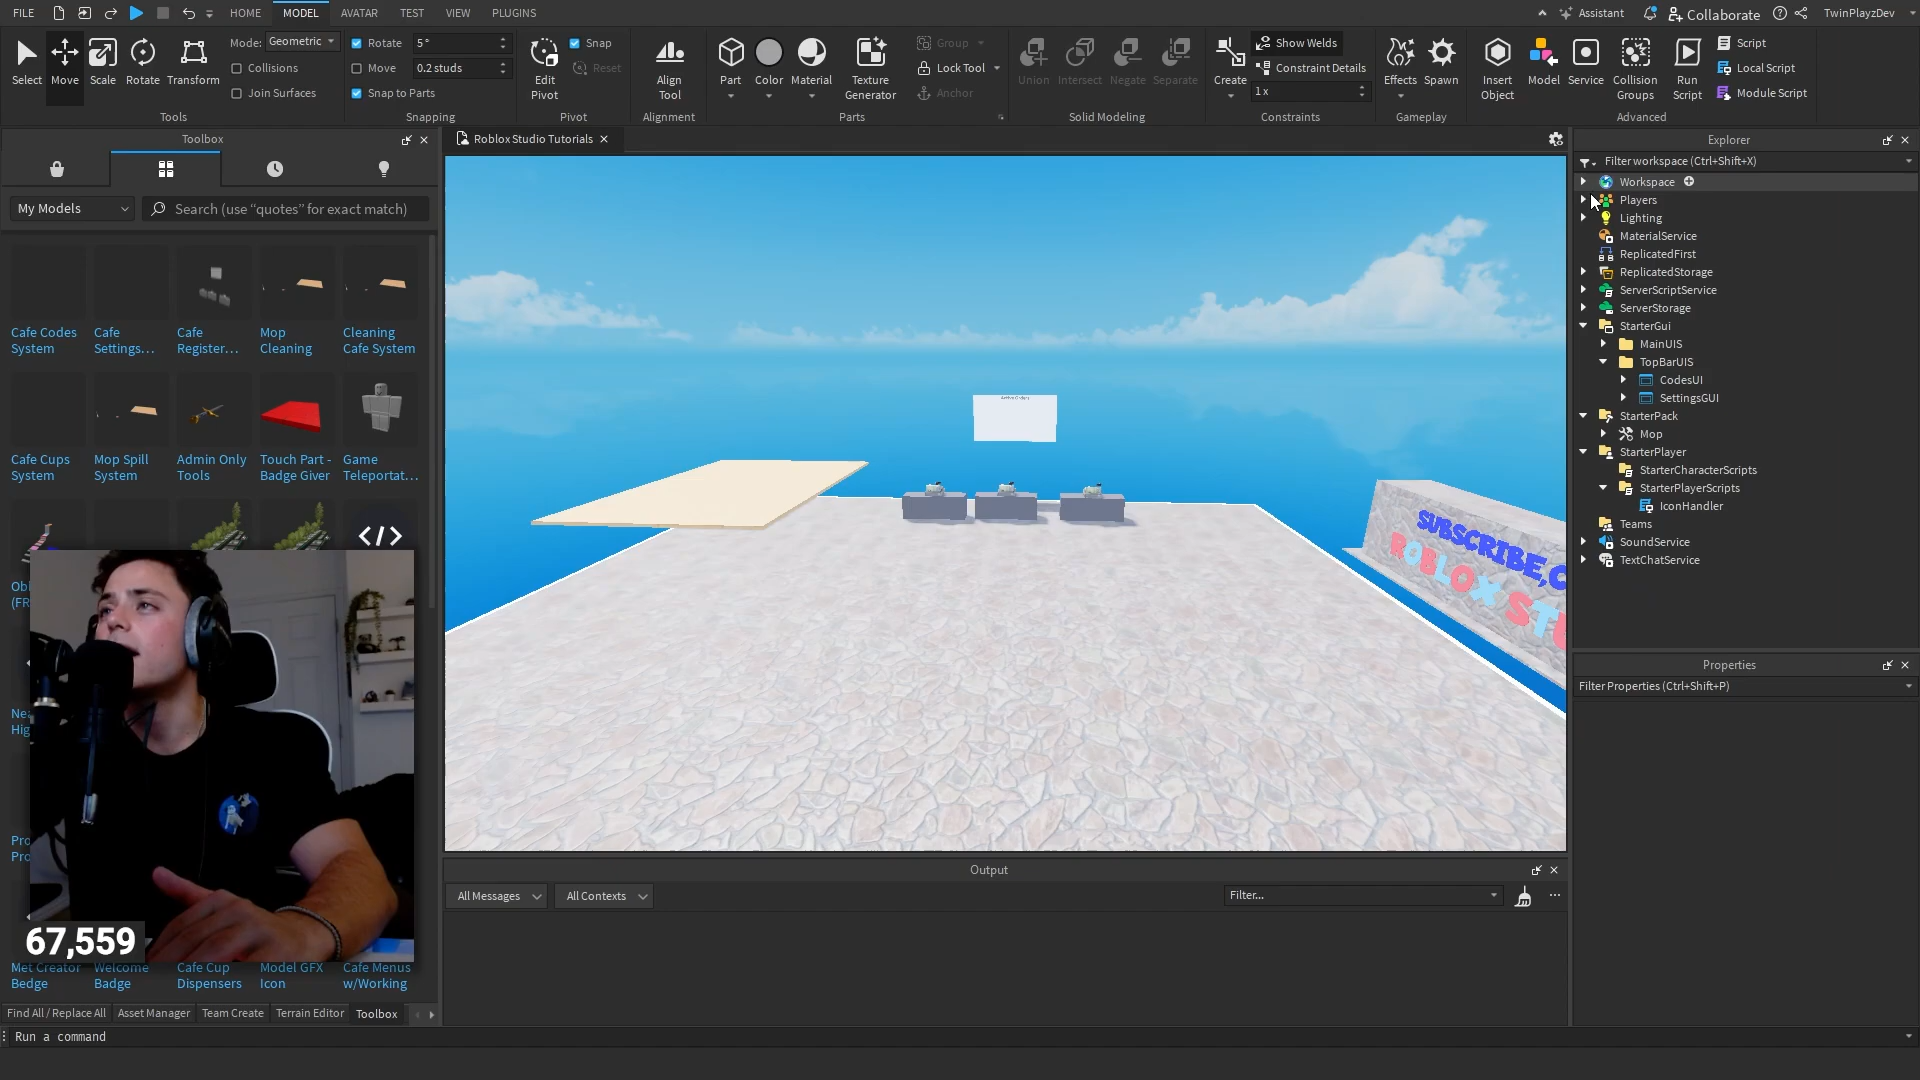 FILE
HOME
MODEL
AVATAR
TEST
VIEW
PLUGINS
Assistant
Collaborate
TwinPlayzDev
Select
Move
Scale
Rotate
Transform
Mode: Geometric
Collisions
Join Surfaces
Tools
Rotate 5°
Move 0.2 studs
Snap to Parts
Snapping
Edit
Pivot
Snap
Reset
Pivot
Align
Tool
Alignment
Part
Color
Material
Texture
Generator
Group
Lock Tool
Anchor
Parts
Union
Intersect
Negate
Separate
Solid Modeling
Create
Show Welds
Constraint Details
1 x
Constraints
Effects
Spawn
Gameplay
Insert
Object
Model
Service
Collision
Groups
Run
Script
Script
Local Script
Module Script
Advanced
Toolbox
My Models
Search (use “quotes” for exact match)
Cafe Codes
System
Cafe
Settings...
Cafe
Register...
Mop
Cleaning
Cleaning
Cafe System
Cafe Cups
System
Mop Spill
System
Admin Only
Tools
Touch Part -
Badge Giver
Game
Teleportat...
</>
67,559
Met Creator
Bedge
Welcome
Badge
Cafe Cup
Dispensers
Model GFX
Icon
Cafe Menus
w/Working
Find All / Replace All
Asset Manager
Team Create
Terrain Editor
Toolbox
Run a command
Roblox Studio Tutorials
Active Orders
SUBSCRIBE,
ROBLOX ST
Output
All Messages
All Contexts
Filter...
Explorer
Filter workspace (Ctrl+Shift+X)
Workspace
Players
Lighting
MaterialService
ReplicatedFirst
ReplicatedStorage
ServerScriptService
ServerStorage
StarterGui
MainUIS
TopBarUIS
CodesUI
SettingsGUI
StarterPack
Mop
StarterPlayer
StarterCharacterScripts
StarterPlayerScripts
IconHandler
Teams
SoundService
TextChatService
Properties
Filter Properties (Ctrl+Shift+P)